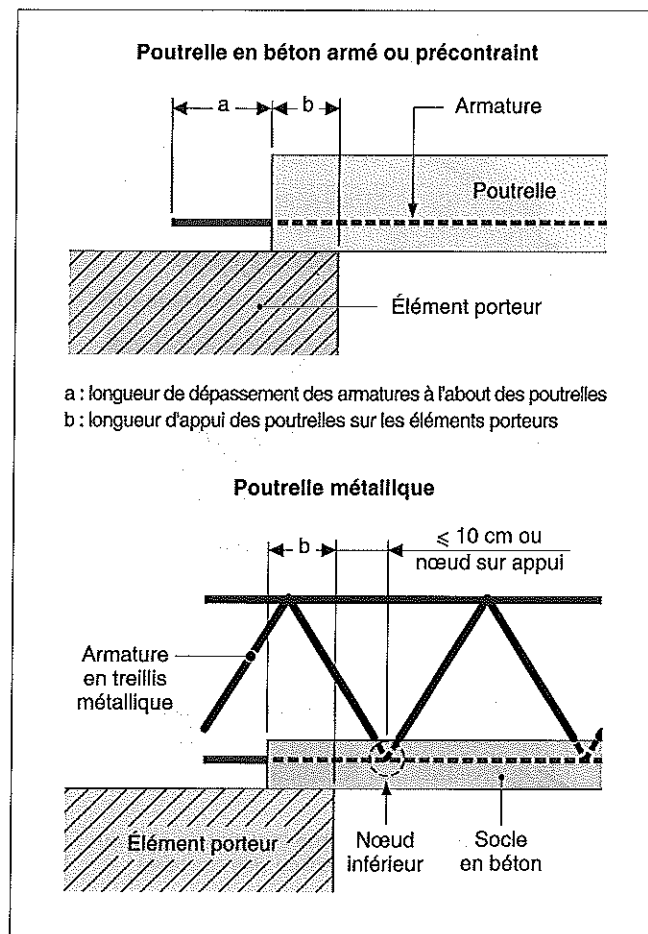 Poutrelle en béton armé ou précontraint
a
b
Armature
Poutrelle
Élément porteur
a : longueur de dépassement des armatures à l'about des poutrelles
b : longueur d'appui des poutrelles sur les éléments porteurs
Poutrelle métallique
b
⩽ 10 cm ou
nœud sur appui
Armature
en treillis
métallique
Élément porteur
Nœud
inférieur
Socle
en béton